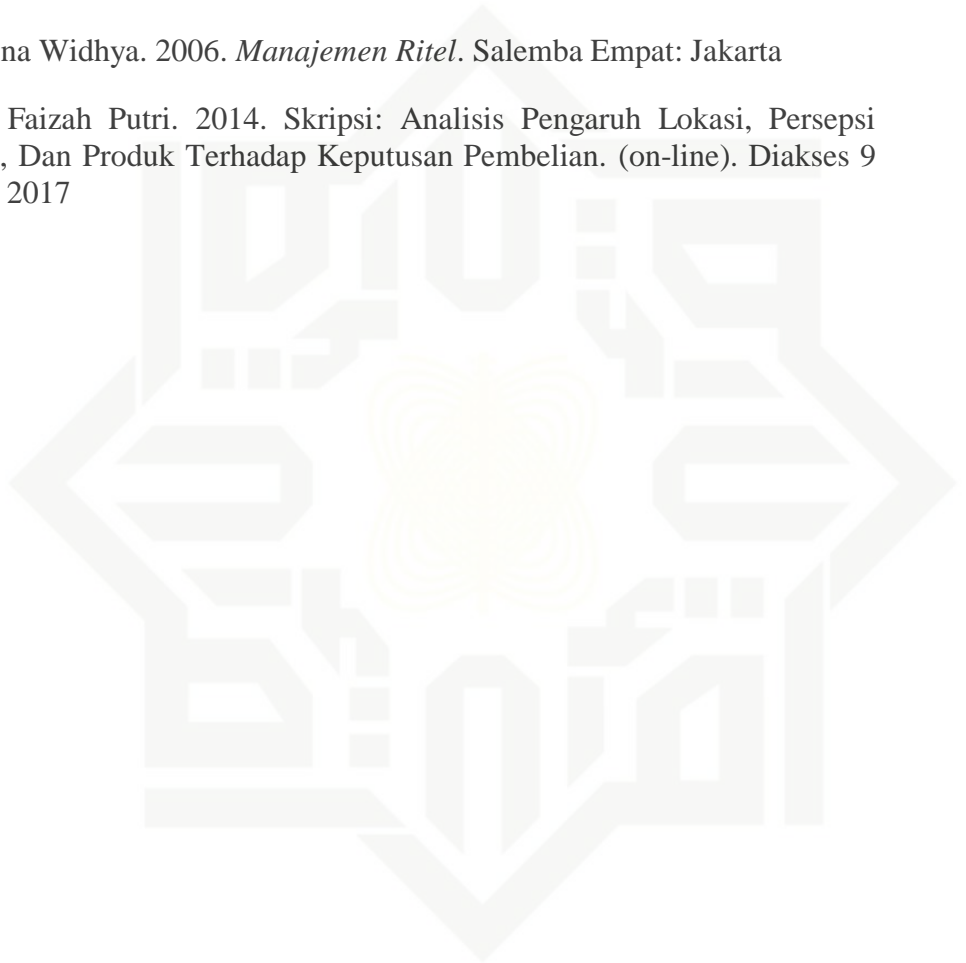 na Widhya. 2006. Manajemen Ritel. Salemba Empat: Jakarta
Faizah Putri. 2014. Skripsi: Analisis Pengaruh Lokasi, Persepsi
, Dan Produk Terhadap Keputusan Pembelian. (on-line). Diakses 9
2017